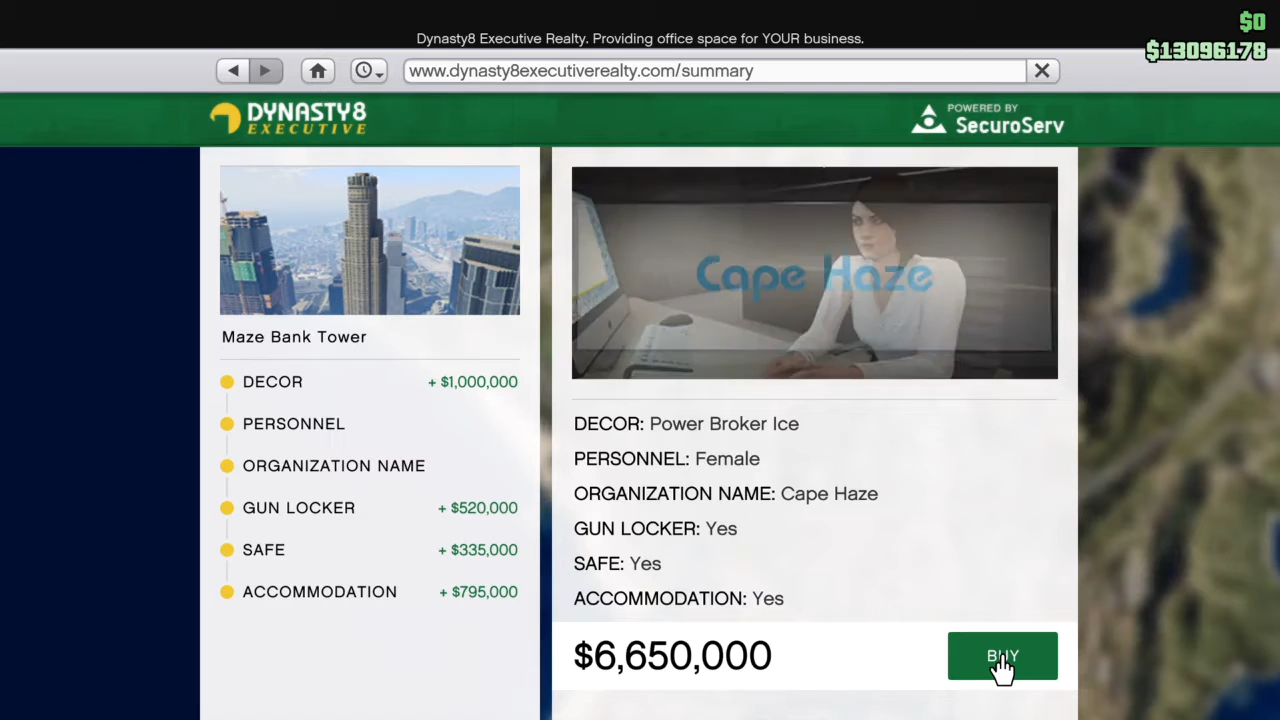 $0
$13096178
Dynasty8 Executive Realty. Providing office space for YOUR business.
www.dynasty8executiverealty.com/summary
DYNASTY8
EXECUTIVE
POWERED BY
SecuroServ
Maze Bank Tower
DECOR + $1,000,000
PERSONNEL
ORGANIZATION NAME
GUN LOCKER + $520,000
SAFE + $335,000
ACCOMMODATION + $795,000
Cape Haze
DECOR: Power Broker Ice
PERSONNEL: Female
ORGANIZATION NAME: Cape Haze
GUN LOCKER: Yes
SAFE: Yes
ACCOMMODATION: Yes
$6,650,000
BUY